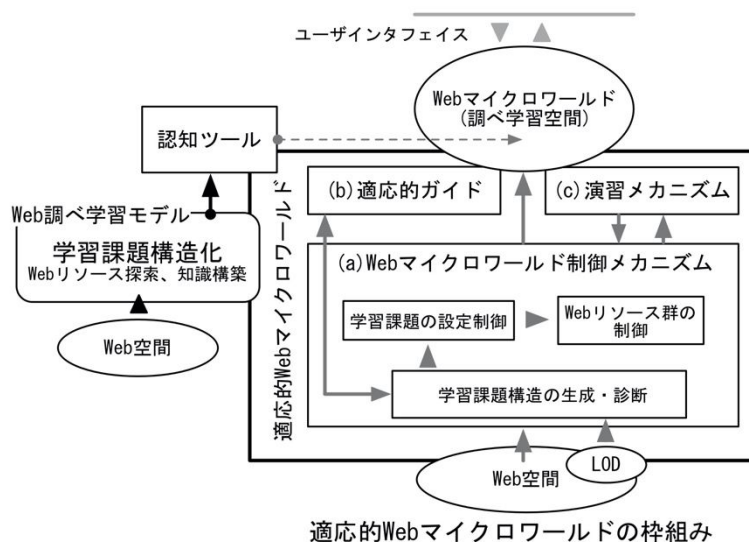 ユーザインタフェイス
Webマイクロワールド
(調べ学習空間)
認知ツール
(b)適応的ガイド
(c)演習メカニズム
Web調べ学習モデル
学習課題構造化
Webリソース探索、知識構築
Web空間
適応的Webマイクロワールド
(a)Webマイクロワールド制御メカニズム
学習課題の設定制御
Webリソース群の
制御
学習課題構造の生成・診断
LOD
Web空間
適応的Webマイクロワールドの枠組み